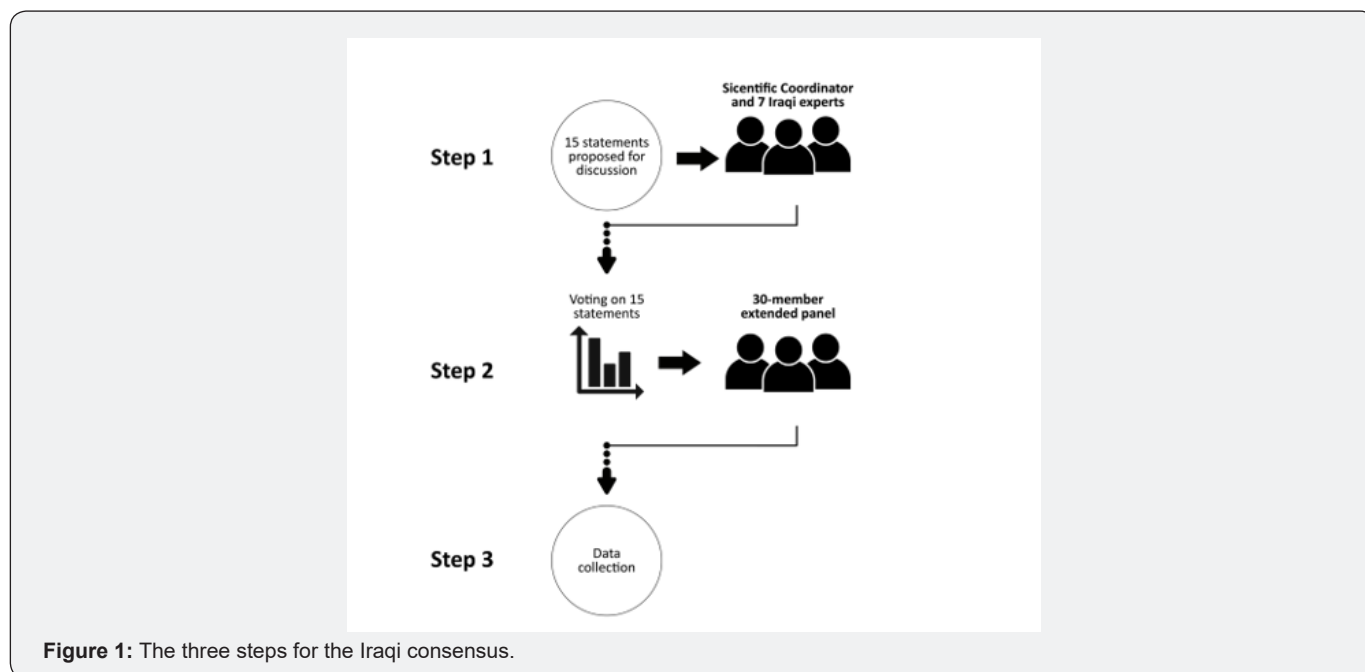 Step 1
15 statements
proposed for
discussion
Sicentific Coordinator
and 7 Iraqi experts
Step 2
Voting on 15
statements
30-member
extended panel
Step 3
Data
collection
Figure 1: The three steps for the Iraqi consensus.